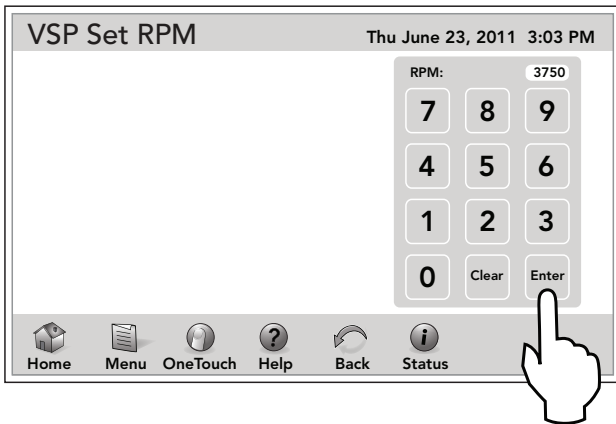 VSP Set RPM Thu June 23, 2011 3:03 PM
RPM: 3750
7 8 9
4 5 6
1 2 3
0 Clear Enter
Home Menu OneTouch Help Back Status